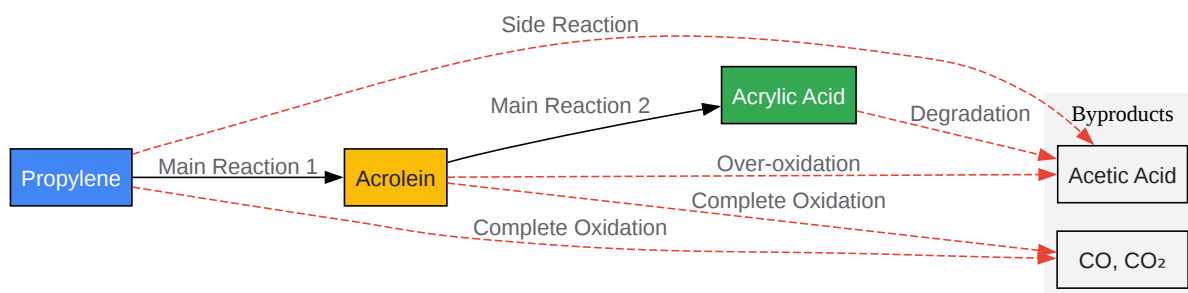 Side Reaction
Acrylic Acid
Main Reaction 2
Byproducts
Degradation
Main Reaction 1
Over-oxidation
Propylene
Acrolein
Acetic Acid
Complete Oxidation
Complete Oxidation
CO, CO₂